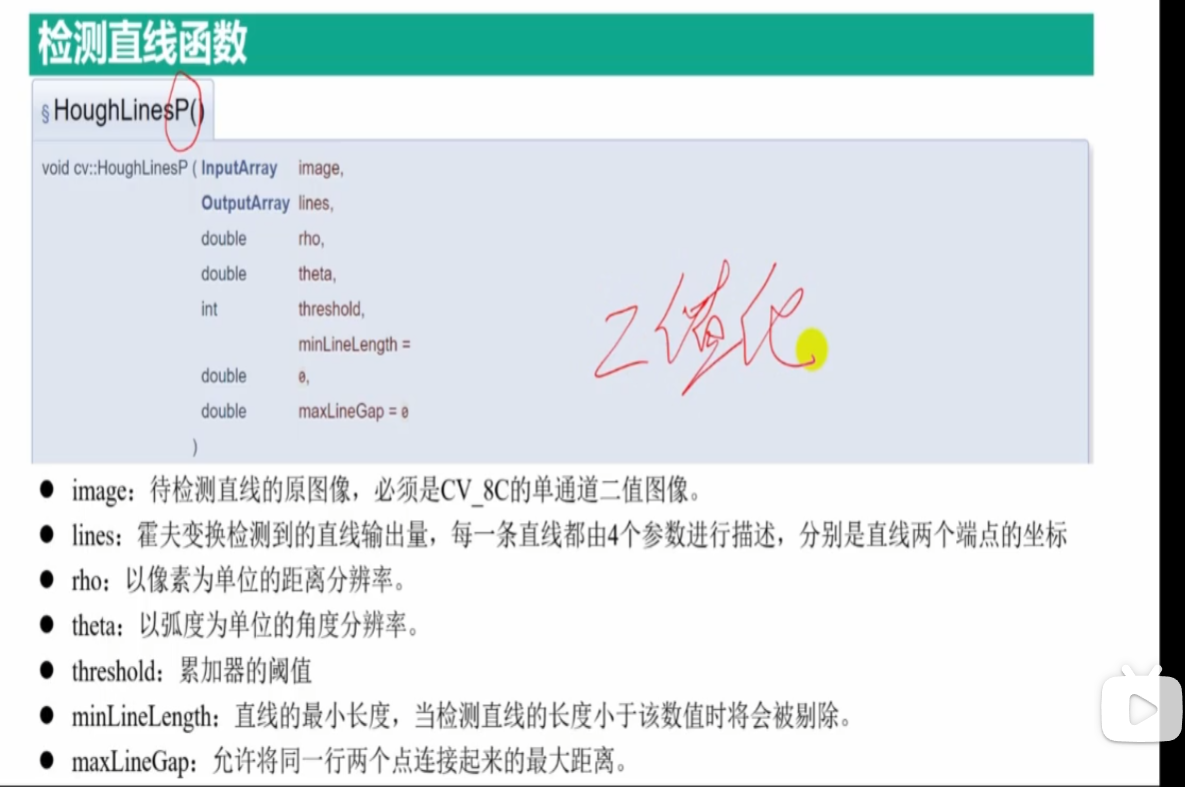 检测直线函数
§ HoughLinesP()
void cv::HoughLinesP ( InputArray image,
OutputArray lines,
double rho,
double theta,
int threshold,
minLineLength =
double 0,
double maxLineGap = 0
)
二值化
● image：待检测直线的原图像，必须是CV_8C的单通道二值图像。
● lines：霍夫变换检测到的直线输出量，每一条直线都由4个参数进行描述，分别是直线两个端点的坐标
● rho：以像素为单位的距离分辨率。
● theta：以弧度为单位的角度分辨率。
● threshold：累加器的阈值
● minLineLength：直线的最小长度，当检测直线的长度小于该数值时将会被剔除。
● maxLineGap：允许将同一行两个点连接起来的最大距离。